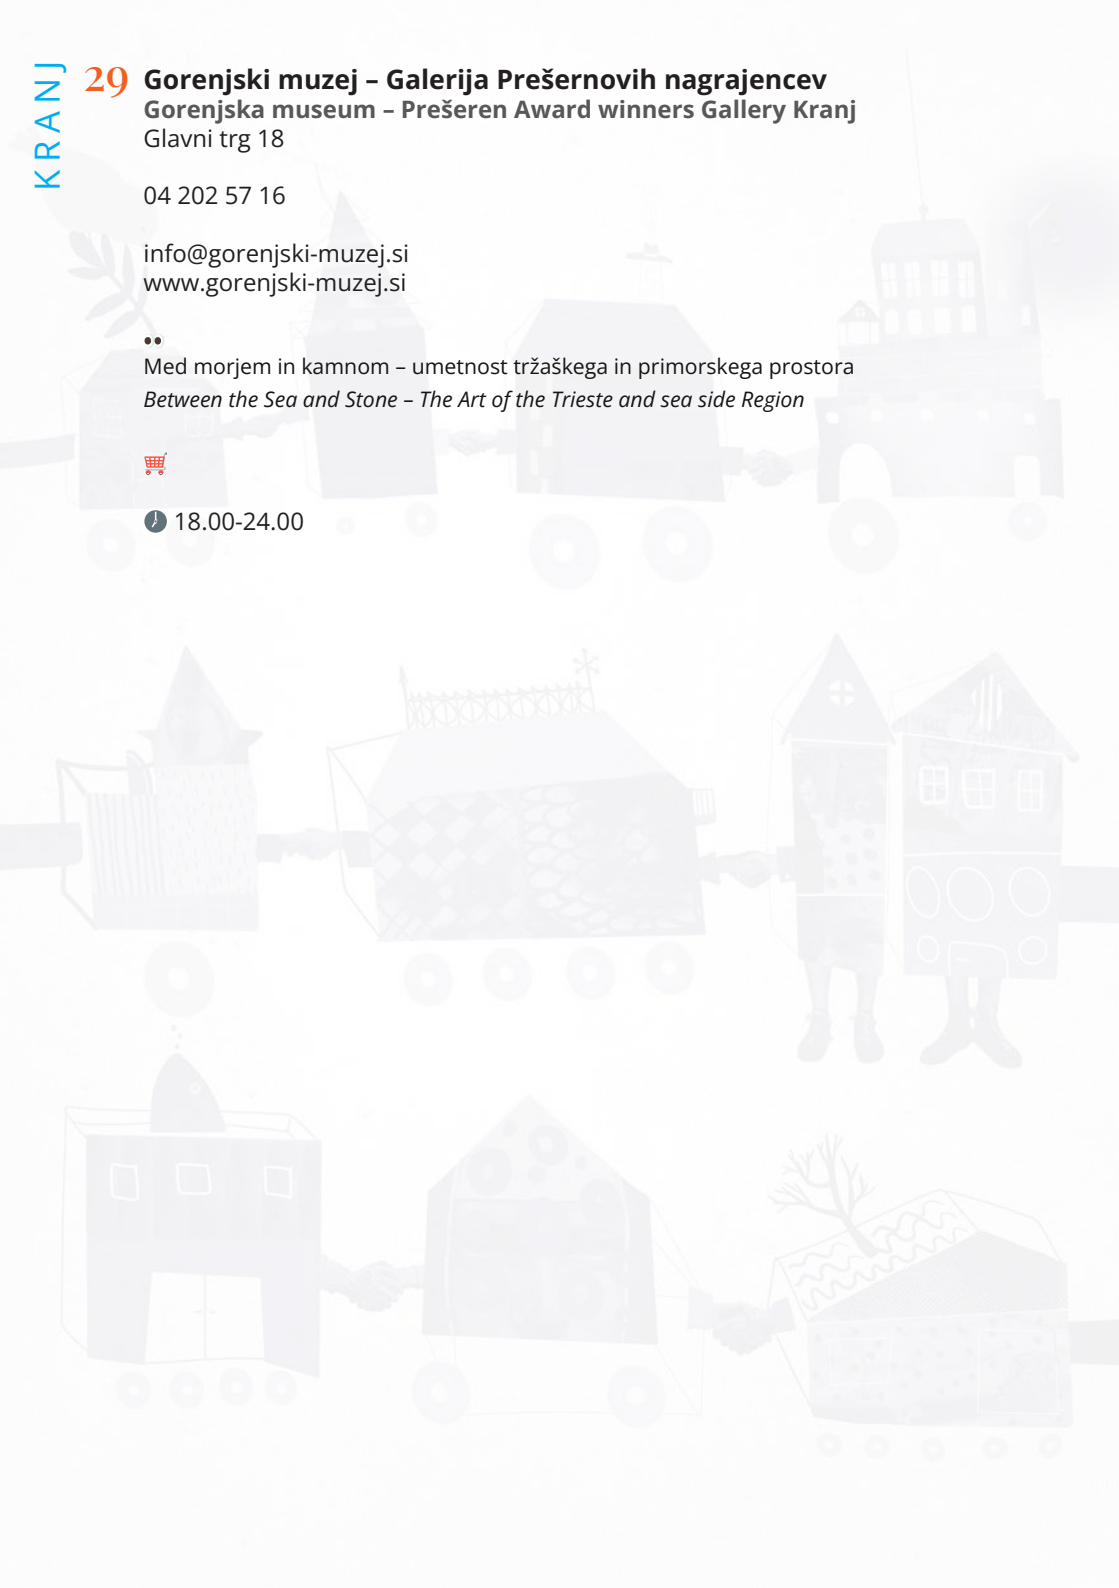 KRANJ
29 Gorenjski muzej – Galerija Prešernovih nagrajencev
Gorenjska museum – Prešeren Award winners Gallery Kranj
Glavni trg 18
04 202 57 16
info@gorenjski-muzej.si
www.gorenjski-muzej.si
Med morjem in kamnom – umetnost tržaškega in primorskega prostora
Between the Sea and Stone – The Art of the Trieste and sea side Region
18.00-24.00